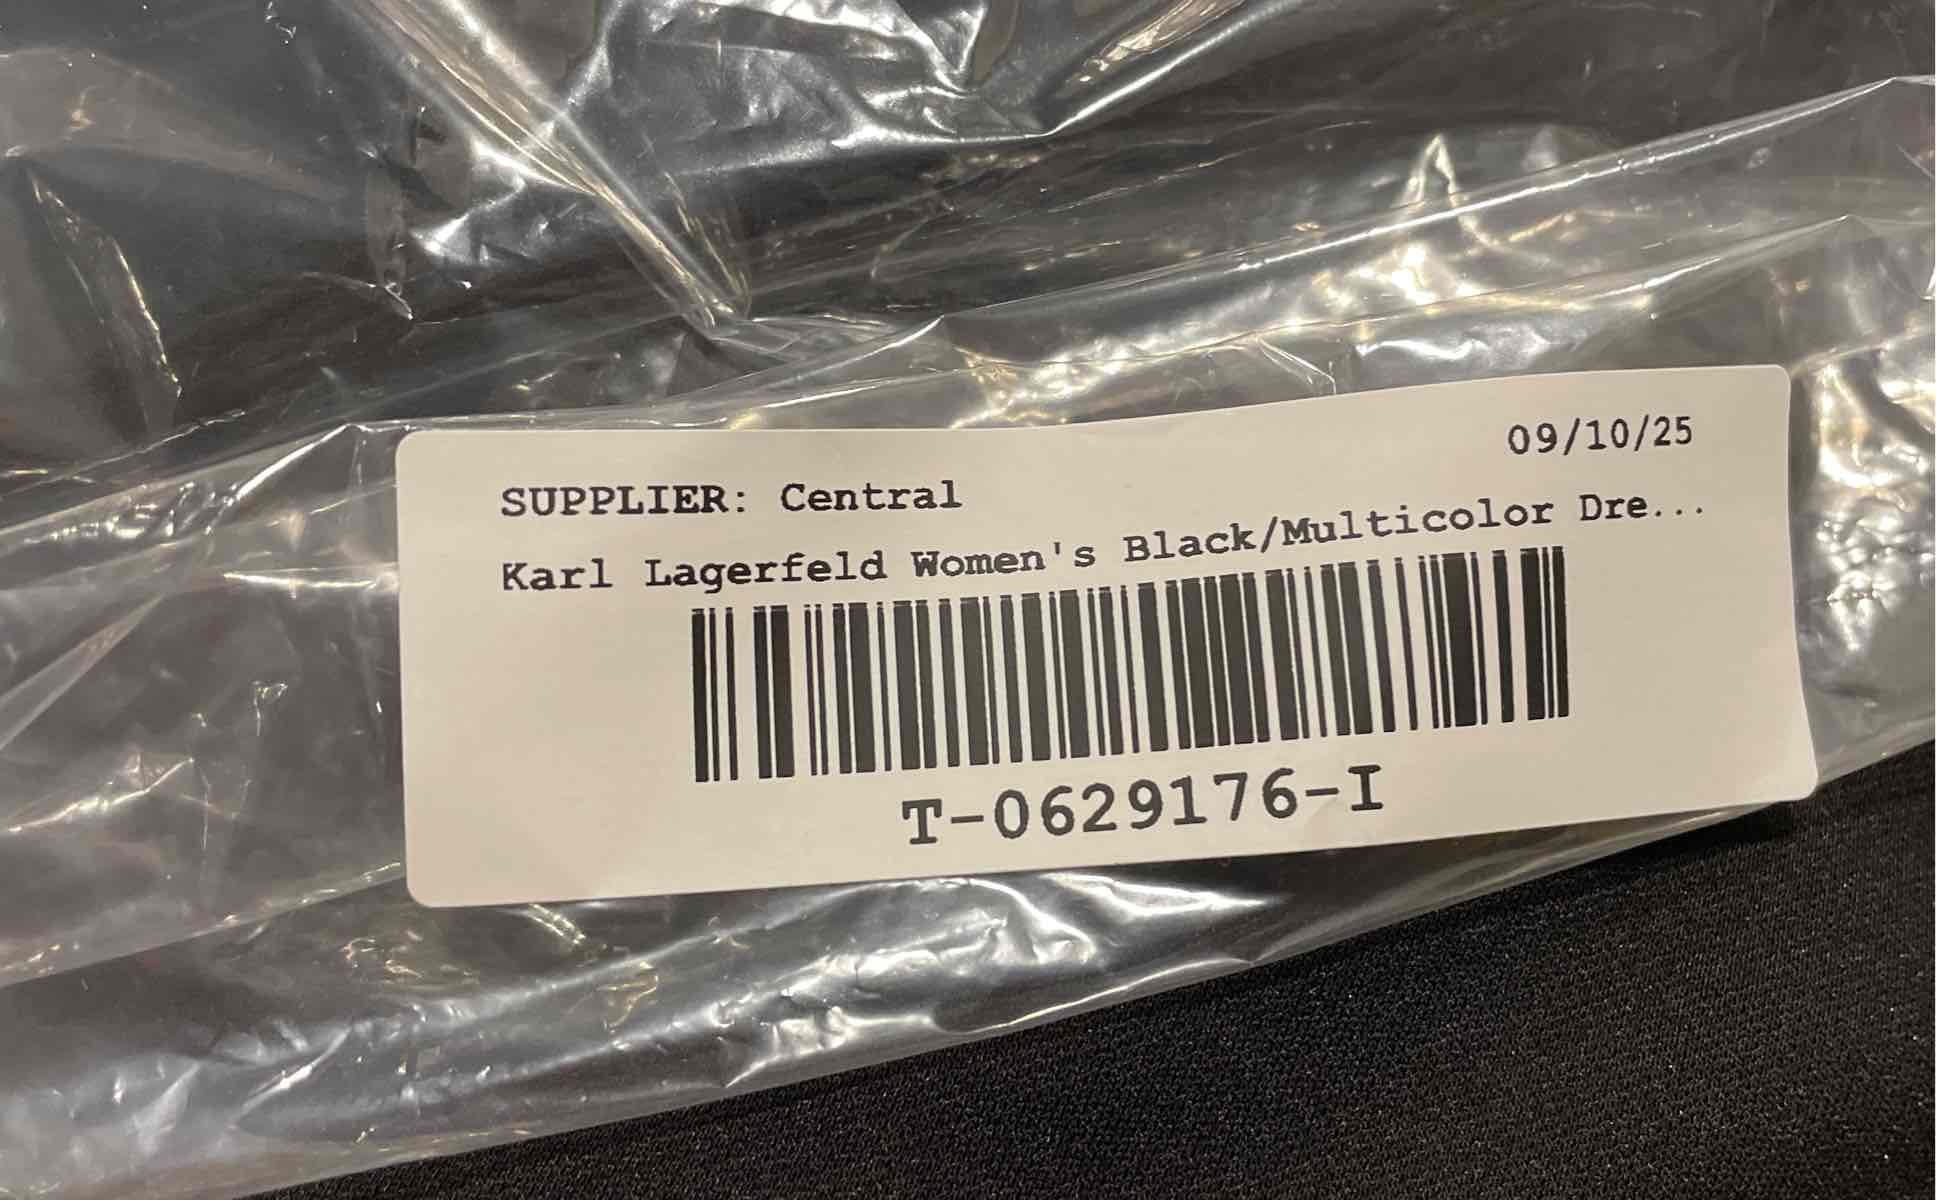 09/10/25
SUPPLIER: Central
Karl Lagerfeld Women's Black/Multicolor Dre...
T-0629176-I